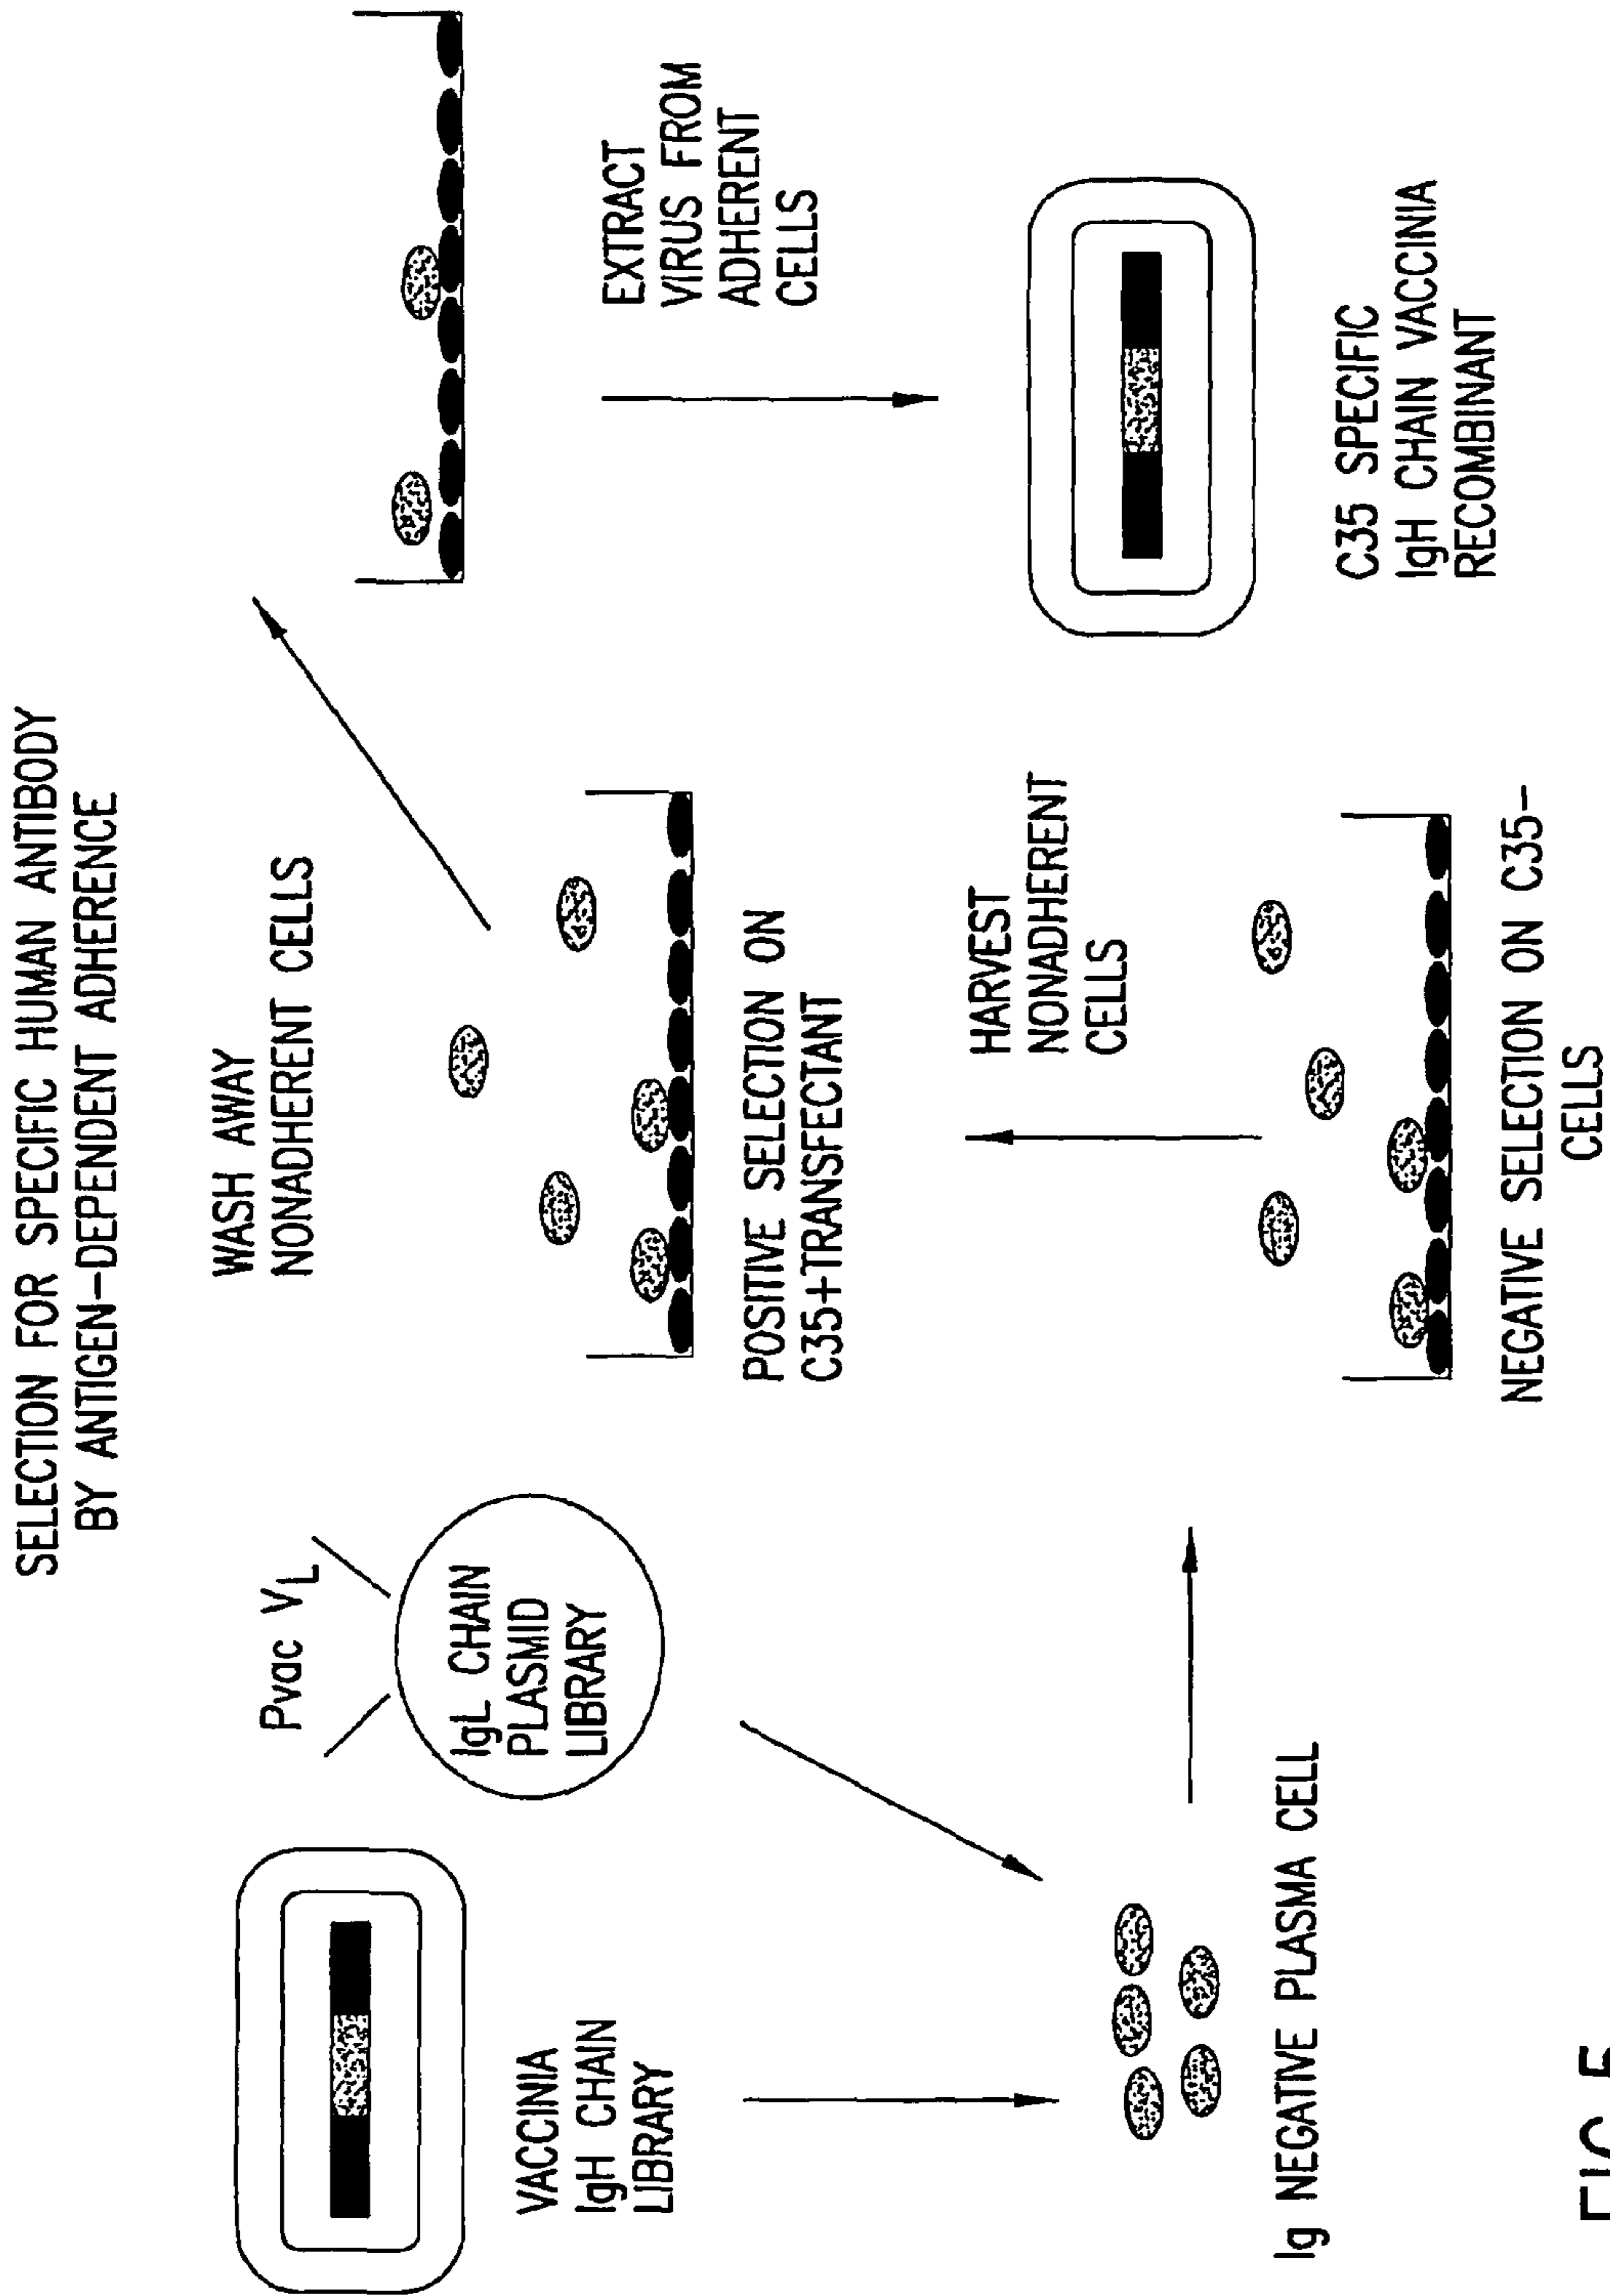 SELECTION FOR SPECIFIC HUMAN ANTIBODY
BY ANTIGEN-DEPENDENT ADHERENCE
Pvac VL
IgL CHAIN
PLASMID
LIBRARY
VACCINIA
IgH CHAIN
LIBRARY
Ig NEGATIVE PLASMA CELL
WASH AWAY
NONADHERENT CELLS
POSITIVE SELECTION ON
C35+TRANSFECTANT
HARVEST
NONADHERENT
CELLS
NEGATIVE SELECTION ON C35-
CELLS
EXTRACT
VIRUS FROM
ADHERENT
CELLS
C35 SPECIFIC
IgH CHAIN VACCINIA
RECOMBINANT
FIG. 5